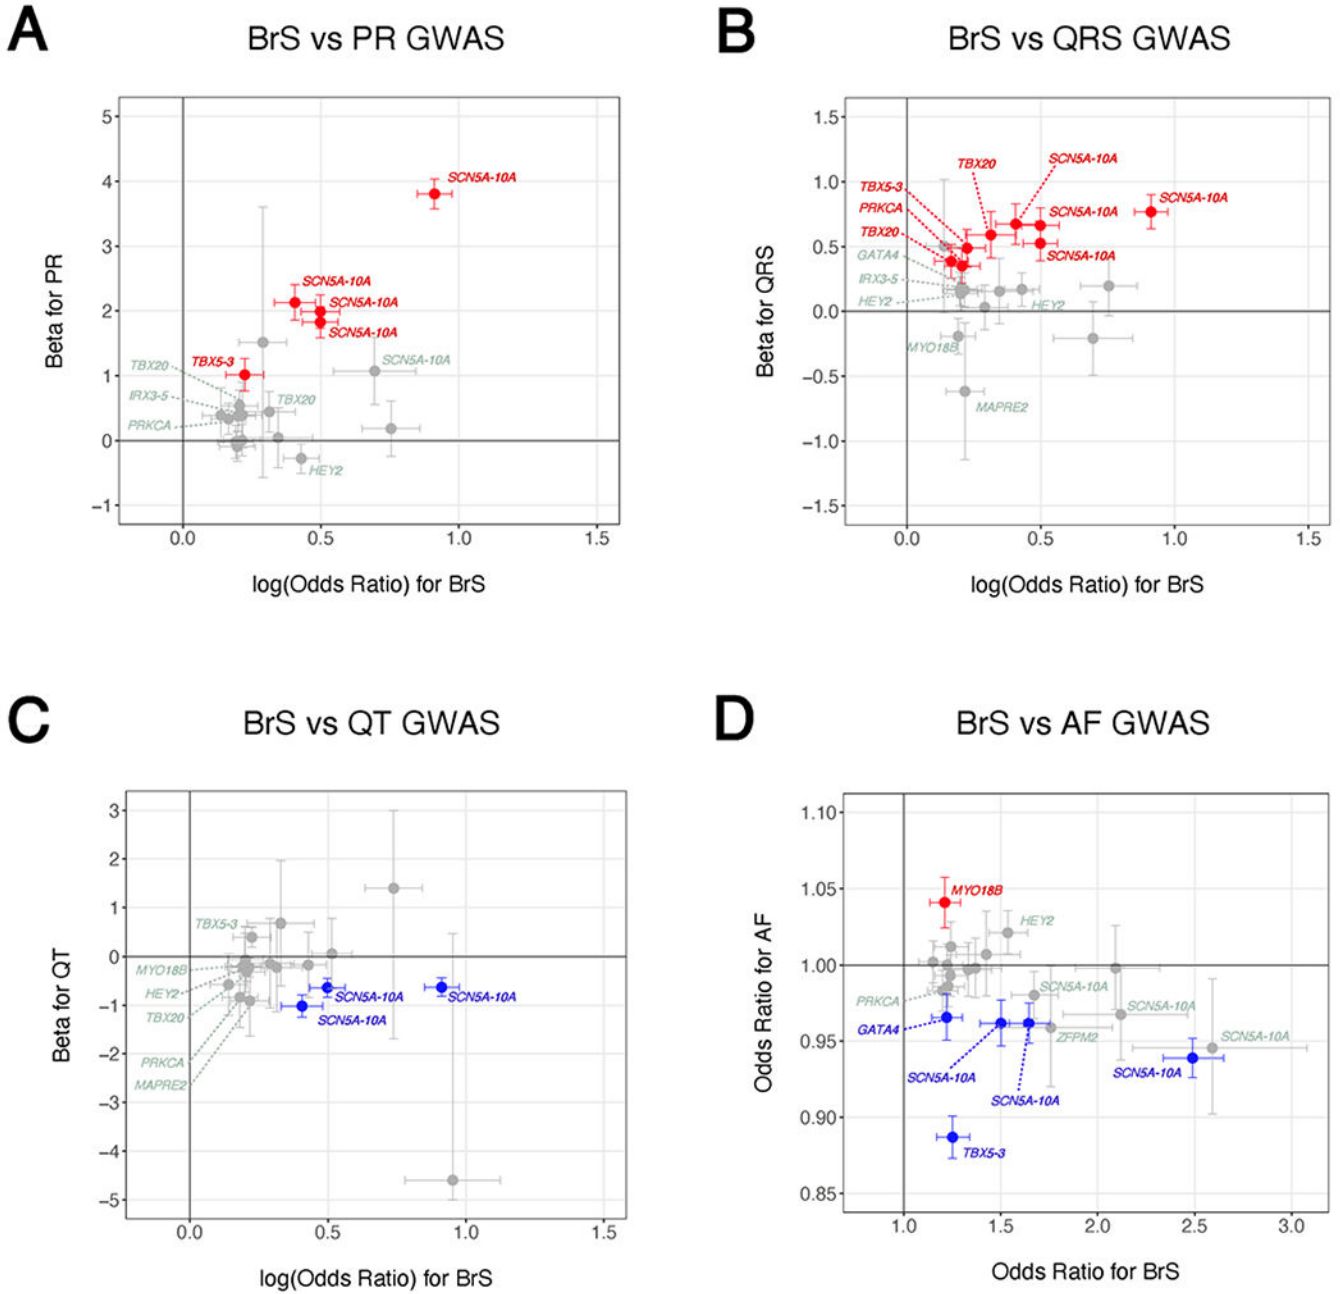 A
BrS vs PR GWAS
Beta for PR
5
4
3
2
1
0
−1
SCN5A-10A
SCN5A-10A
SCN5A-10A
SCN5A-10A
TBX5-3
SCN5A-10A
TBX20
IRX3-5
TBX20
PRKCA
HEY2
0.0
0.5
1.0
1.5
log(Odds Ratio) for BrS
B
BrS vs QRS GWAS
Beta for QRS
1.5
1.0
0.5
0.0
−0.5
−1.0
−1.5
TBX20
SCN5A-10A
TBX5-3
SCN5A-10A
PRKCA
SCN5A-10A
TBX20
GATA4
SCN5A-10A
IRX3-5
HEY2
HEY2
MYO18B
MAPRE2
0.0
0.5
1.0
1.5
log(Odds Ratio) for BrS
C
BrS vs QT GWAS
Beta for QT
3
2
1
0
−1
−2
−3
−4
−5
TBX5-3
MYO18B
HEY2
SCN5A-10A
SCN5A-10A
TBX20
SCN5A-10A
PRKCA
MAPRE2
0.0
0.5
1.0
1.5
log(Odds Ratio) for BrS
D
BrS vs AF GWAS
Odds Ratio for AF
1.10
1.05
1.00
0.95
0.90
0.85
MYO18B
HEY2
SCN5A-10A
PRKCA
SCN5A-10A
GATA4
ZFPM2
SCN5A-10A
SCN5A-10A
SCN5A-10A
SCN5A-10A
TBX5-3
1.0
1.5
2.0
2.5
3.0
Odds Ratio for BrS